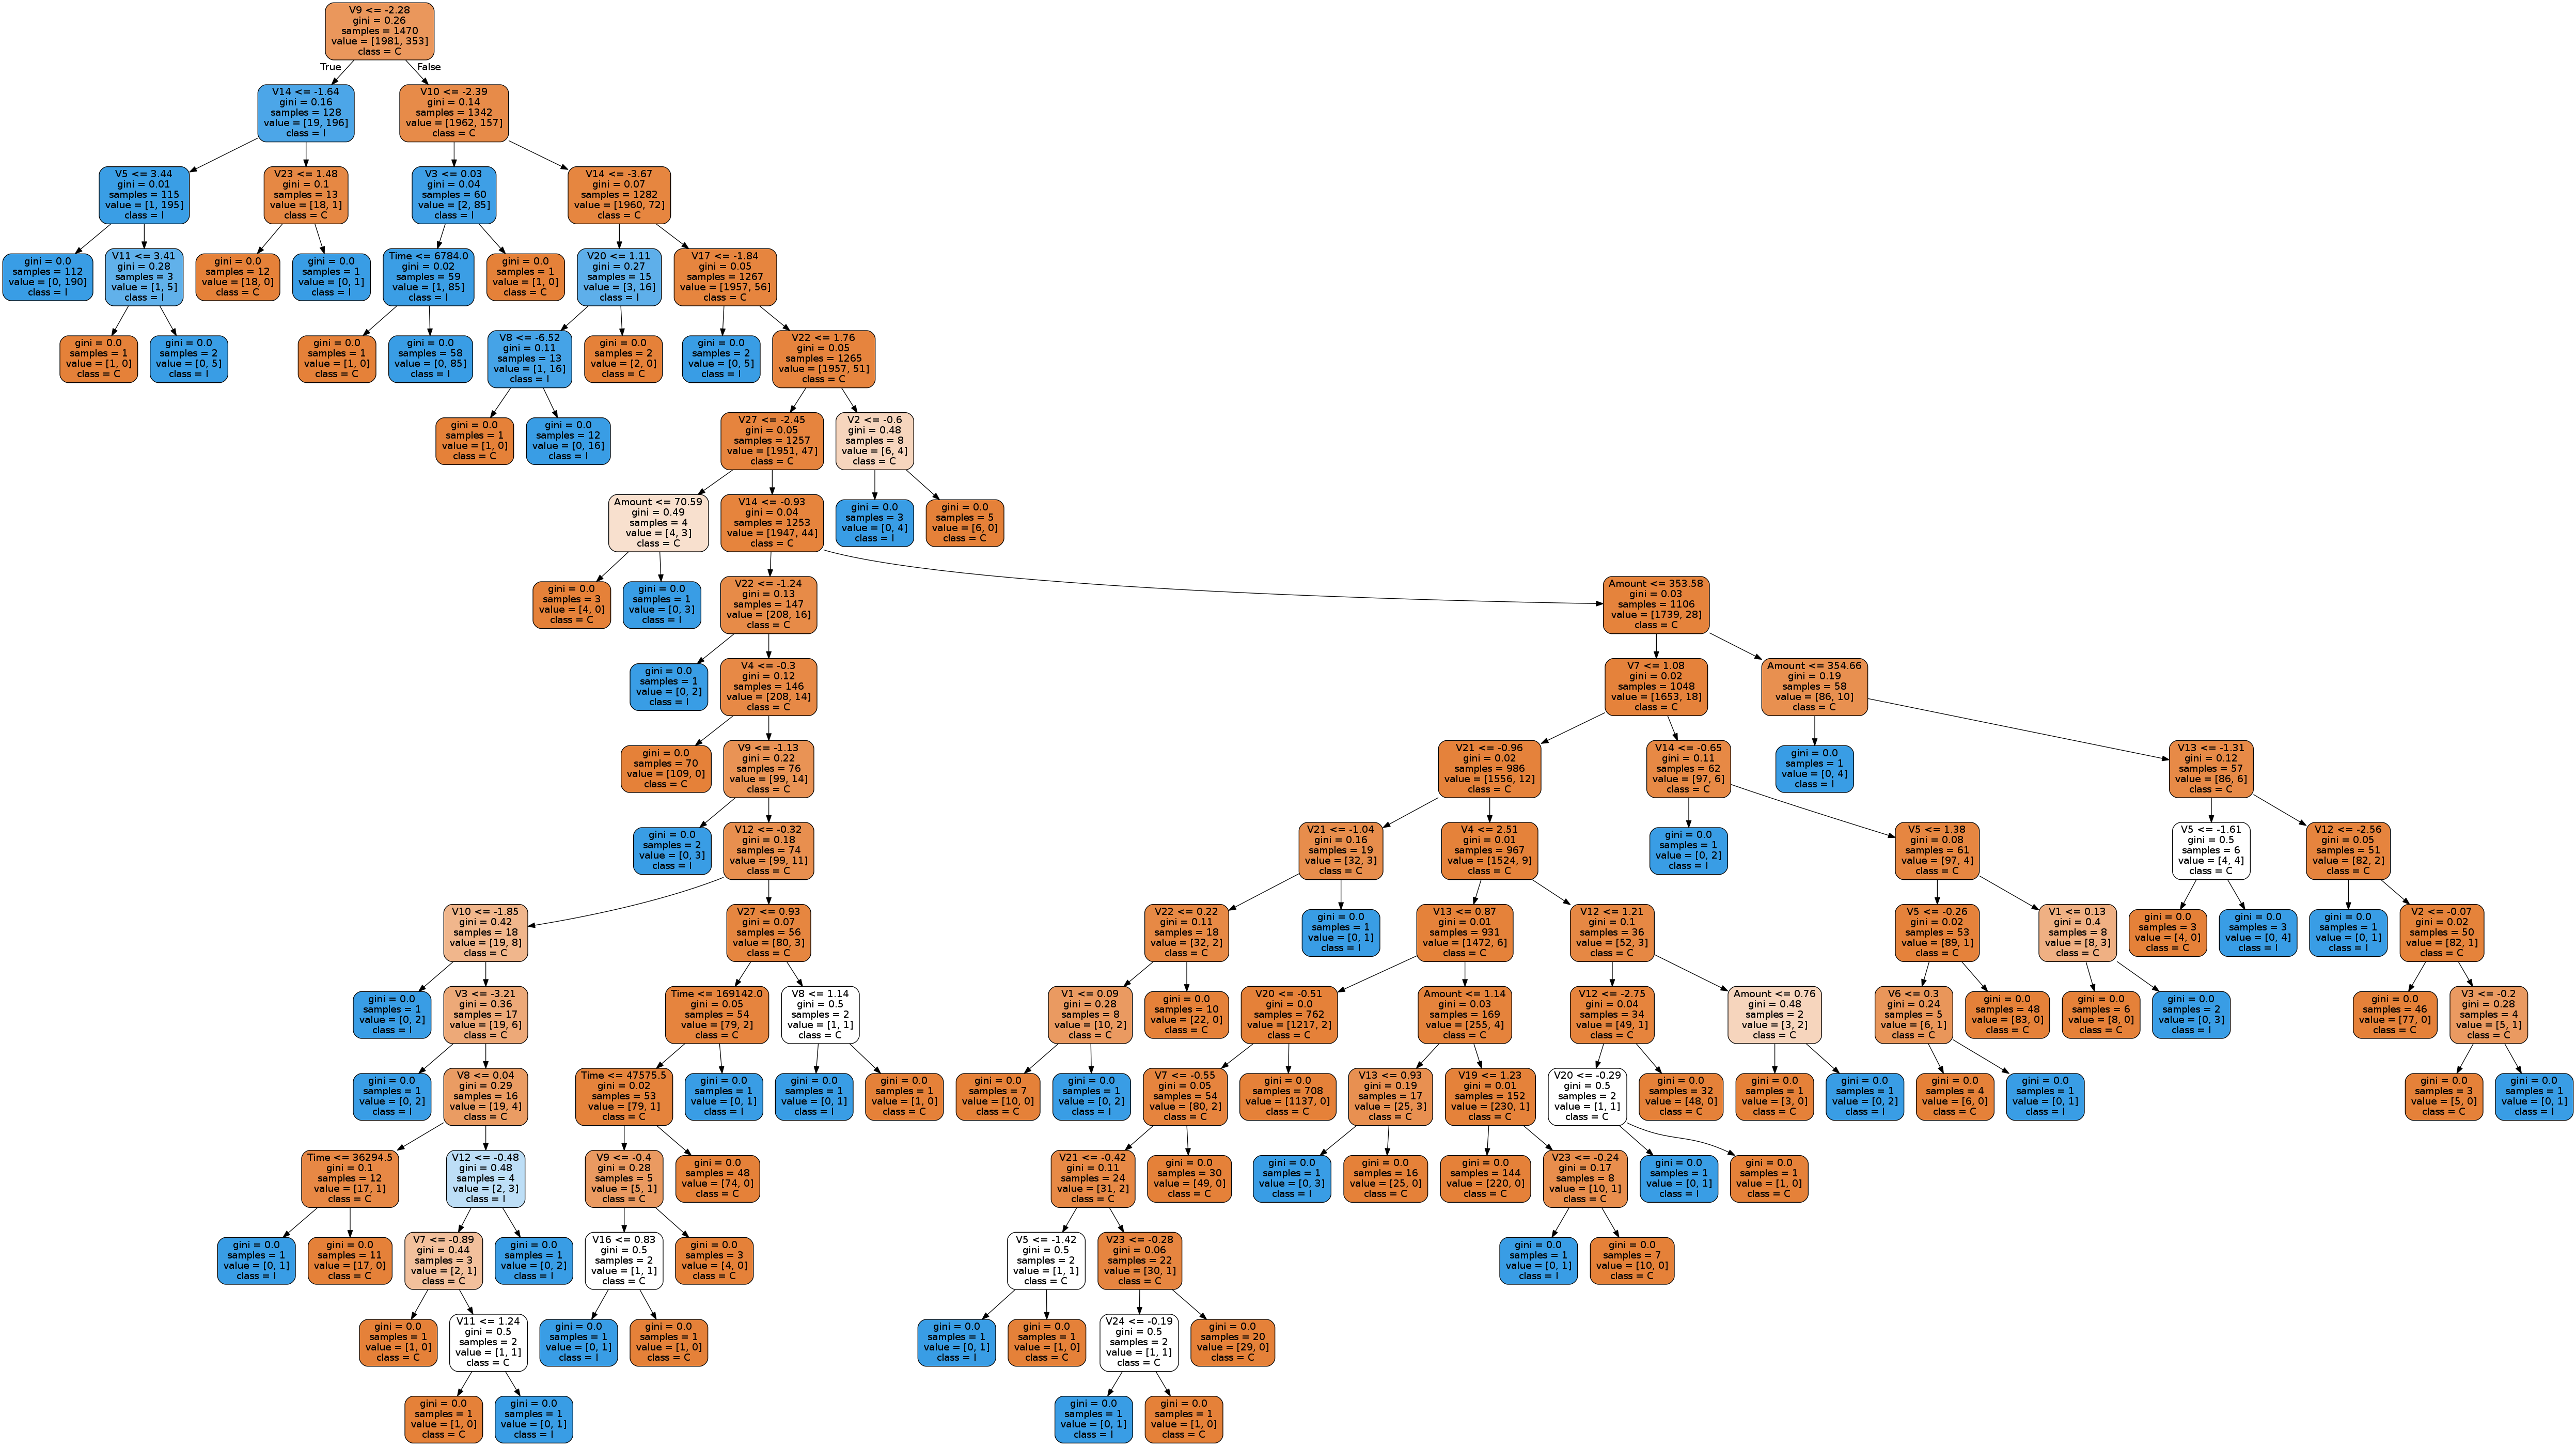 V9 <= -2.28
gini = 0.26
samples = 1470
value = [1981, 353]
class = C
True
False
V14 <= -1.64
gini = 0.16
samples = 128
value = [19, 196]
class = I
V10 <= -2.39
gini = 0.14
samples = 1342
value = [1962, 157]
class = C
V5 <= 3.44
gini = 0.01
samples = 115
value = [1, 195]
class = I
V23 <= 1.48
gini = 0.1
samples = 13
value = [18, 1]
class = C
V3 <= 0.03
gini = 0.04
samples = 60
value = [2, 85]
class = I
V14 <= -3.67
gini = 0.07
samples = 1282
value = [1960, 72]
class = C
gini = 0.0
samples = 112
value = [0, 190]
class = I
V11 <= 3.41
gini = 0.28
samples = 3
value = [1, 5]
class = I
gini = 0.0
samples = 12
value = [18, 0]
class = C
gini = 0.0
samples = 1
value = [0, 1]
class = I
Time <= 6784.0
gini = 0.02
samples = 59
value = [1, 85]
class = I
gini = 0.0
samples = 1
value = [1, 0]
class = C
V20 <= 1.11
gini = 0.27
samples = 15
value = [3, 16]
class = I
V17 <= -1.84
gini = 0.05
samples = 1267
value = [1957, 56]
class = C
gini = 0.0
samples = 1
value = [1, 0]
class = C
gini = 0.0
samples = 2
value = [0, 5]
class = I
gini = 0.0
samples = 1
value = [1, 0]
class = C
gini = 0.0
samples = 58
value = [0, 85]
class = I
V8 <= -6.52
gini = 0.11
samples = 13
value = [1, 16]
class = I
gini = 0.0
samples = 2
value = [2, 0]
class = C
gini = 0.0
samples = 2
value = [0, 5]
class = I
V22 <= 1.76
gini = 0.05
samples = 1265
value = [1957, 51]
class = C
gini = 0.0
samples = 1
value = [1, 0]
class = C
gini = 0.0
samples = 12
value = [0, 16]
class = I
V27 <= -2.45
gini = 0.05
samples = 1257
value = [1951, 47]
class = C
V2 <= -0.6
gini = 0.48
samples = 8
value = [6, 4]
class = C
Amount <= 70.59
gini = 0.49
samples = 4
value = [4, 3]
class = C
V14 <= -0.93
gini = 0.04
samples = 1253
value = [1947, 44]
class = C
gini = 0.0
samples = 3
value = [0, 4]
class = I
gini = 0.0
samples = 5
value = [6, 0]
class = C
gini = 0.0
samples = 3
value = [4, 0]
class = C
gini = 0.0
samples = 1
value = [0, 3]
class = I
V22 <= -1.24
gini = 0.13
samples = 147
value = [208, 16]
class = C
Amount <= 353.58
gini = 0.03
samples = 1106
value = [1739, 28]
class = C
gini = 0.0
samples = 1
value = [0, 2]
class = I
V4 <= -0.3
gini = 0.12
samples = 146
value = [208, 14]
class = C
V7 <= 1.08
gini = 0.02
samples = 1048
value = [1653, 18]
class = C
Amount <= 354.66
gini = 0.19
samples = 58
value = [86, 10]
class = C
gini = 0.0
samples = 70
value = [109, 0]
class = C
V9 <= -1.13
gini = 0.22
samples = 76
value = [99, 14]
class = C
V21 <= -0.96
gini = 0.02
samples = 986
value = [1556, 12]
class = C
V14 <= -0.65
gini = 0.11
samples = 62
value = [97, 6]
class = C
gini = 0.0
samples = 1
value = [0, 4]
class = I
V13 <= -1.31
gini = 0.12
samples = 57
value = [86, 6]
class = C
gini = 0.0
samples = 2
value = [0, 3]
class = I
V12 <= -0.32
gini = 0.18
samples = 74
value = [99, 11]
class = C
V21 <= -1.04
gini = 0.16
samples = 19
value = [32, 3]
class = C
V4 <= 2.51
gini = 0.01
samples = 967
value = [1524, 9]
class = C
gini = 0.0
samples = 1
value = [0, 2]
class = I
V5 <= 1.38
gini = 0.08
samples = 61
value = [97, 4]
class = C
V5 <= -1.61
gini = 0.5
samples = 6
value = [4, 4]
class = C
V12 <= -2.56
gini = 0.05
samples = 51
value = [82, 2]
class = C
V10 <= -1.85
gini = 0.42
samples = 18
value = [19, 8]
class = C
V27 <= 0.93
gini = 0.07
samples = 56
value = [80, 3]
class = C
V22 <= 0.22
gini = 0.11
samples = 18
value = [32, 2]
class = C
gini = 0.0
samples = 1
value = [0, 1]
class = I
V13 <= 0.87
gini = 0.01
samples = 931
value = [1472, 6]
class = C
V12 <= 1.21
gini = 0.1
samples = 36
value = [52, 3]
class = C
V5 <= -0.26
gini = 0.02
samples = 53
value = [89, 1]
class = C
V1 <= 0.13
gini = 0.4
samples = 8
value = [8, 3]
class = C
gini = 0.0
samples = 3
value = [4, 0]
class = C
gini = 0.0
samples = 3
value = [0, 4]
class = I
gini = 0.0
samples = 1
value = [0, 1]
class = I
V2 <= -0.07
gini = 0.02
samples = 50
value = [82, 1]
class = C
gini = 0.0
samples = 1
value = [0, 2]
class = I
V3 <= -3.21
gini = 0.36
samples = 17
value = [19, 6]
class = C
Time <= 169142.0
gini = 0.05
samples = 54
value = [79, 2]
class = C
V8 <= 1.14
gini = 0.5
samples = 2
value = [1, 1]
class = C
V1 <= 0.09
gini = 0.28
samples = 8
value = [10, 2]
class = C
gini = 0.0
samples = 10
value = [22, 0]
class = C
V20 <= -0.51
gini = 0.0
samples = 762
value = [1217, 2]
class = C
Amount <= 1.14
gini = 0.03
samples = 169
value = [255, 4]
class = C
V12 <= -2.75
gini = 0.04
samples = 34
value = [49, 1]
class = C
Amount <= 0.76
gini = 0.48
samples = 2
value = [3, 2]
class = C
V6 <= 0.3
gini = 0.24
samples = 5
value = [6, 1]
class = C
gini = 0.0
samples = 48
value = [83, 0]
class = C
gini = 0.0
samples = 6
value = [8, 0]
class = C
gini = 0.0
samples = 2
value = [0, 3]
class = I
gini = 0.0
samples = 46
value = [77, 0]
class = C
V3 <= -0.2
gini = 0.28
samples = 4
value = [5, 1]
class = C
gini = 0.0
samples = 1
value = [0, 2]
class = I
V8 <= 0.04
gini = 0.29
samples = 16
value = [19, 4]
class = C
Time <= 47575.5
gini = 0.02
samples = 53
value = [79, 1]
class = C
gini = 0.0
samples = 1
value = [0, 1]
class = I
gini = 0.0
samples = 1
value = [0, 1]
class = I
gini = 0.0
samples = 1
value = [1, 0]
class = C
gini = 0.0
samples = 7
value = [10, 0]
class = C
gini = 0.0
samples = 1
value = [0, 2]
class = I
V7 <= -0.55
gini = 0.05
samples = 54
value = [80, 2]
class = C
gini = 0.0
samples = 708
value = [1137, 0]
class = C
V13 <= 0.93
gini = 0.19
samples = 17
value = [25, 3]
class = C
V19 <= 1.23
gini = 0.01
samples = 152
value = [230, 1]
class = C
V20 <= -0.29
gini = 0.5
samples = 2
value = [1, 1]
class = C
gini = 0.0
samples = 32
value = [48, 0]
class = C
gini = 0.0
samples = 1
value = [3, 0]
class = C
gini = 0.0
samples = 1
value = [0, 2]
class = I
gini = 0.0
samples = 4
value = [6, 0]
class = C
gini = 0.0
samples = 1
value = [0, 1]
class = I
gini = 0.0
samples = 3
value = [5, 0]
class = C
gini = 0.0
samples = 1
value = [0, 1]
class = I
Time <= 36294.5
gini = 0.1
samples = 12
value = [17, 1]
class = C
V12 <= -0.48
gini = 0.48
samples = 4
value = [2, 3]
class = I
V9 <= -0.4
gini = 0.28
samples = 5
value = [5, 1]
class = C
gini = 0.0
samples = 48
value = [74, 0]
class = C
V21 <= -0.42
gini = 0.11
samples = 24
value = [31, 2]
class = C
gini = 0.0
samples = 30
value = [49, 0]
class = C
gini = 0.0
samples = 1
value = [0, 3]
class = I
gini = 0.0
samples = 16
value = [25, 0]
class = C
gini = 0.0
samples = 144
value = [220, 0]
class = C
V23 <= -0.24
gini = 0.17
samples = 8
value = [10, 1]
class = C
gini = 0.0
samples = 1
value = [0, 1]
class = I
gini = 0.0
samples = 1
value = [1, 0]
class = C
gini = 0.0
samples = 1
value = [0, 1]
class = I
gini = 0.0
samples = 11
value = [17, 0]
class = C
V7 <= -0.89
gini = 0.44
samples = 3
value = [2, 1]
class = C
gini = 0.0
samples = 1
value = [0, 2]
class = I
V16 <= 0.83
gini = 0.5
samples = 2
value = [1, 1]
class = C
gini = 0.0
samples = 3
value = [4, 0]
class = C
V5 <= -1.42
gini = 0.5
samples = 2
value = [1, 1]
class = C
V23 <= -0.28
gini = 0.06
samples = 22
value = [30, 1]
class = C
gini = 0.0
samples = 1
value = [0, 1]
class = I
gini = 0.0
samples = 7
value = [10, 0]
class = C
gini = 0.0
samples = 1
value = [1, 0]
class = C
V11 <= 1.24
gini = 0.5
samples = 2
value = [1, 1]
class = C
gini = 0.0
samples = 1
value = [0, 1]
class = I
gini = 0.0
samples = 1
value = [1, 0]
class = C
gini = 0.0
samples = 1
value = [0, 1]
class = I
gini = 0.0
samples = 1
value = [1, 0]
class = C
V24 <= -0.19
gini = 0.5
samples = 2
value = [1, 1]
class = C
gini = 0.0
samples = 20
value = [29, 0]
class = C
gini = 0.0
samples = 1
value = [1, 0]
class = C
gini = 0.0
samples = 1
value = [0, 1]
class = I
gini = 0.0
samples = 1
value = [0, 1]
class = I
gini = 0.0
samples = 1
value = [1, 0]
class = C